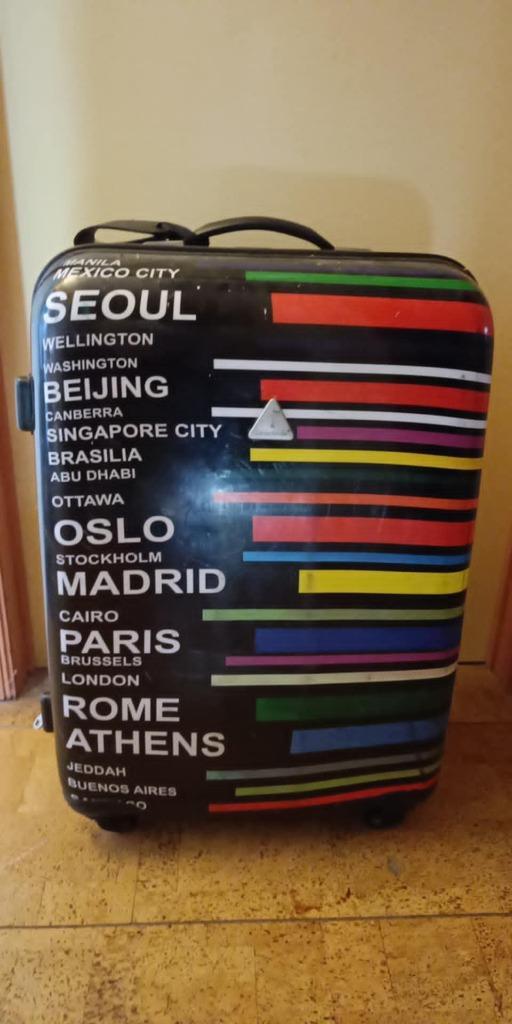 MANILA
MEXICO CITY
SEOUL
WELLINGTON
WASHINGTON
BEIJING
CANBERRA
SINGAPORE CITY
BRASILIA
ABU DHABI
OTTAWA
OSLO
STOCKHOLM
MADRID
CAIRO
PARIS
BRUSSELS
LONDON
ROME
ATHENS
JEDDAH
BUENOS AIRES